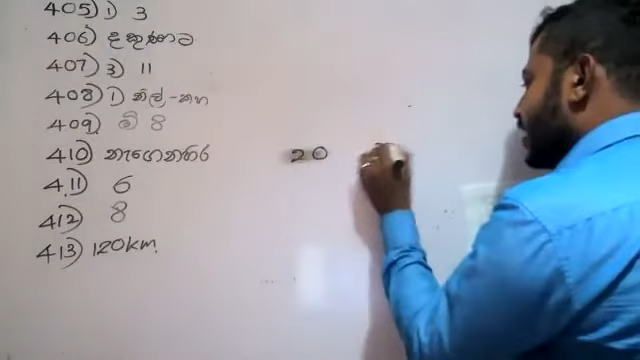 405) 1) 3
406) දකුණට
407) 3) 11
408) 1) නිල් - කහ
409) මී 8
410) නැගෙනහිර
411) 6
412) 8
413) 120km
20